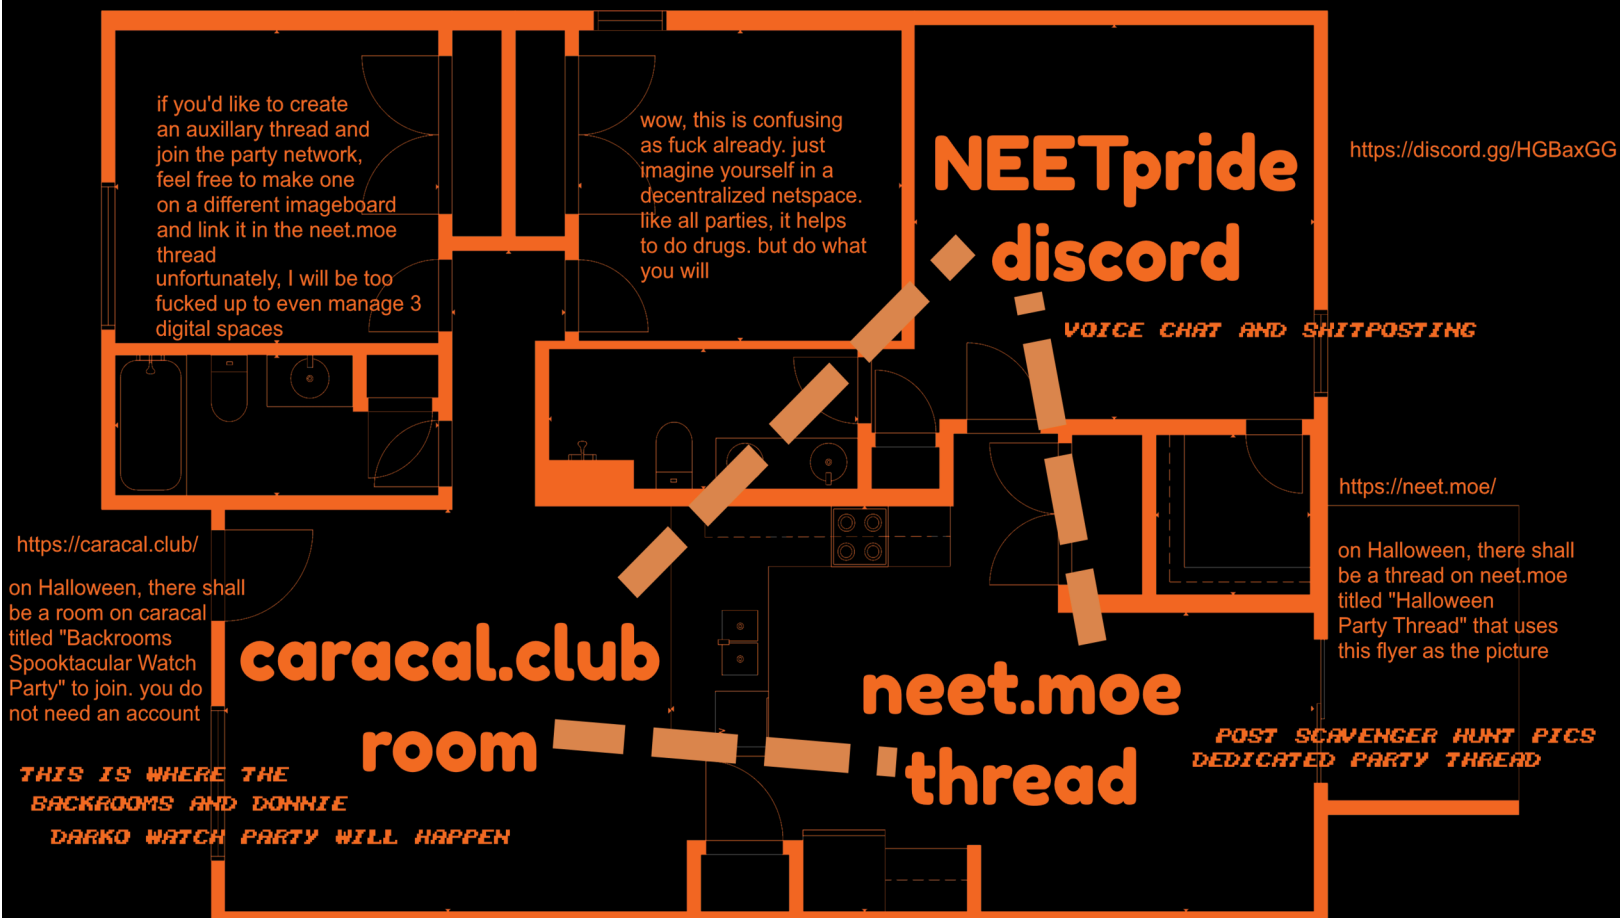 if you'd like to create
an auxillary thread and
join the party network,
feel free to make one
on a different imageboard
and link it in the neet.moe
thread
unfortunately, I will be too
fucked up to even manage 3
digital spaces
wow, this is confusing
as fuck already. just
imagine yourself in a
decentralized netspace.
like all parties, it helps
to do drugs. but do what
you will
NEETpride
discord
https://discord.gg/HGBaxGG
VOICE CHAT AND SHITPOSTING
https://caracal.club/
on Halloween, there shall
be a room on caracal
titled "Backrooms
Spooktacular Watch
Party" to join. you do
not need an account
caracal.club
room
THIS IS WHERE THE
BACKROOMS AND DONNIE
DARKO WATCH PARTY WILL HAPPEN
neet.moe
thread
https://neet.moe/
on Halloween, there shall
be a thread on neet.moe
titled "Halloween
Party Thread" that uses
this flyer as the picture
POST SCAVENGER HUNT PICS
DEDICATED PARTY THREAD